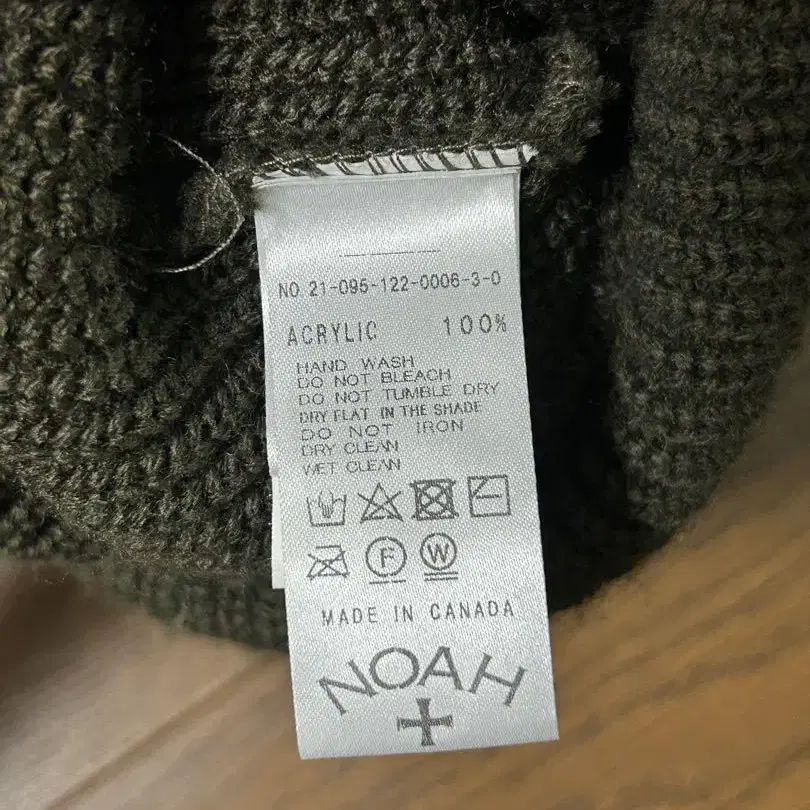 NO. 21-095-122-0006-3-0
ACRYLIC 100%
HAND WASH
DO NOT BLEACH
DO NOT TUMBLE DRY
DRY FLAT IN THE SHADE
DO NOT IRON
DRY CLEAN
WET CLEAN
F W
MADE IN CANADA
NOAH